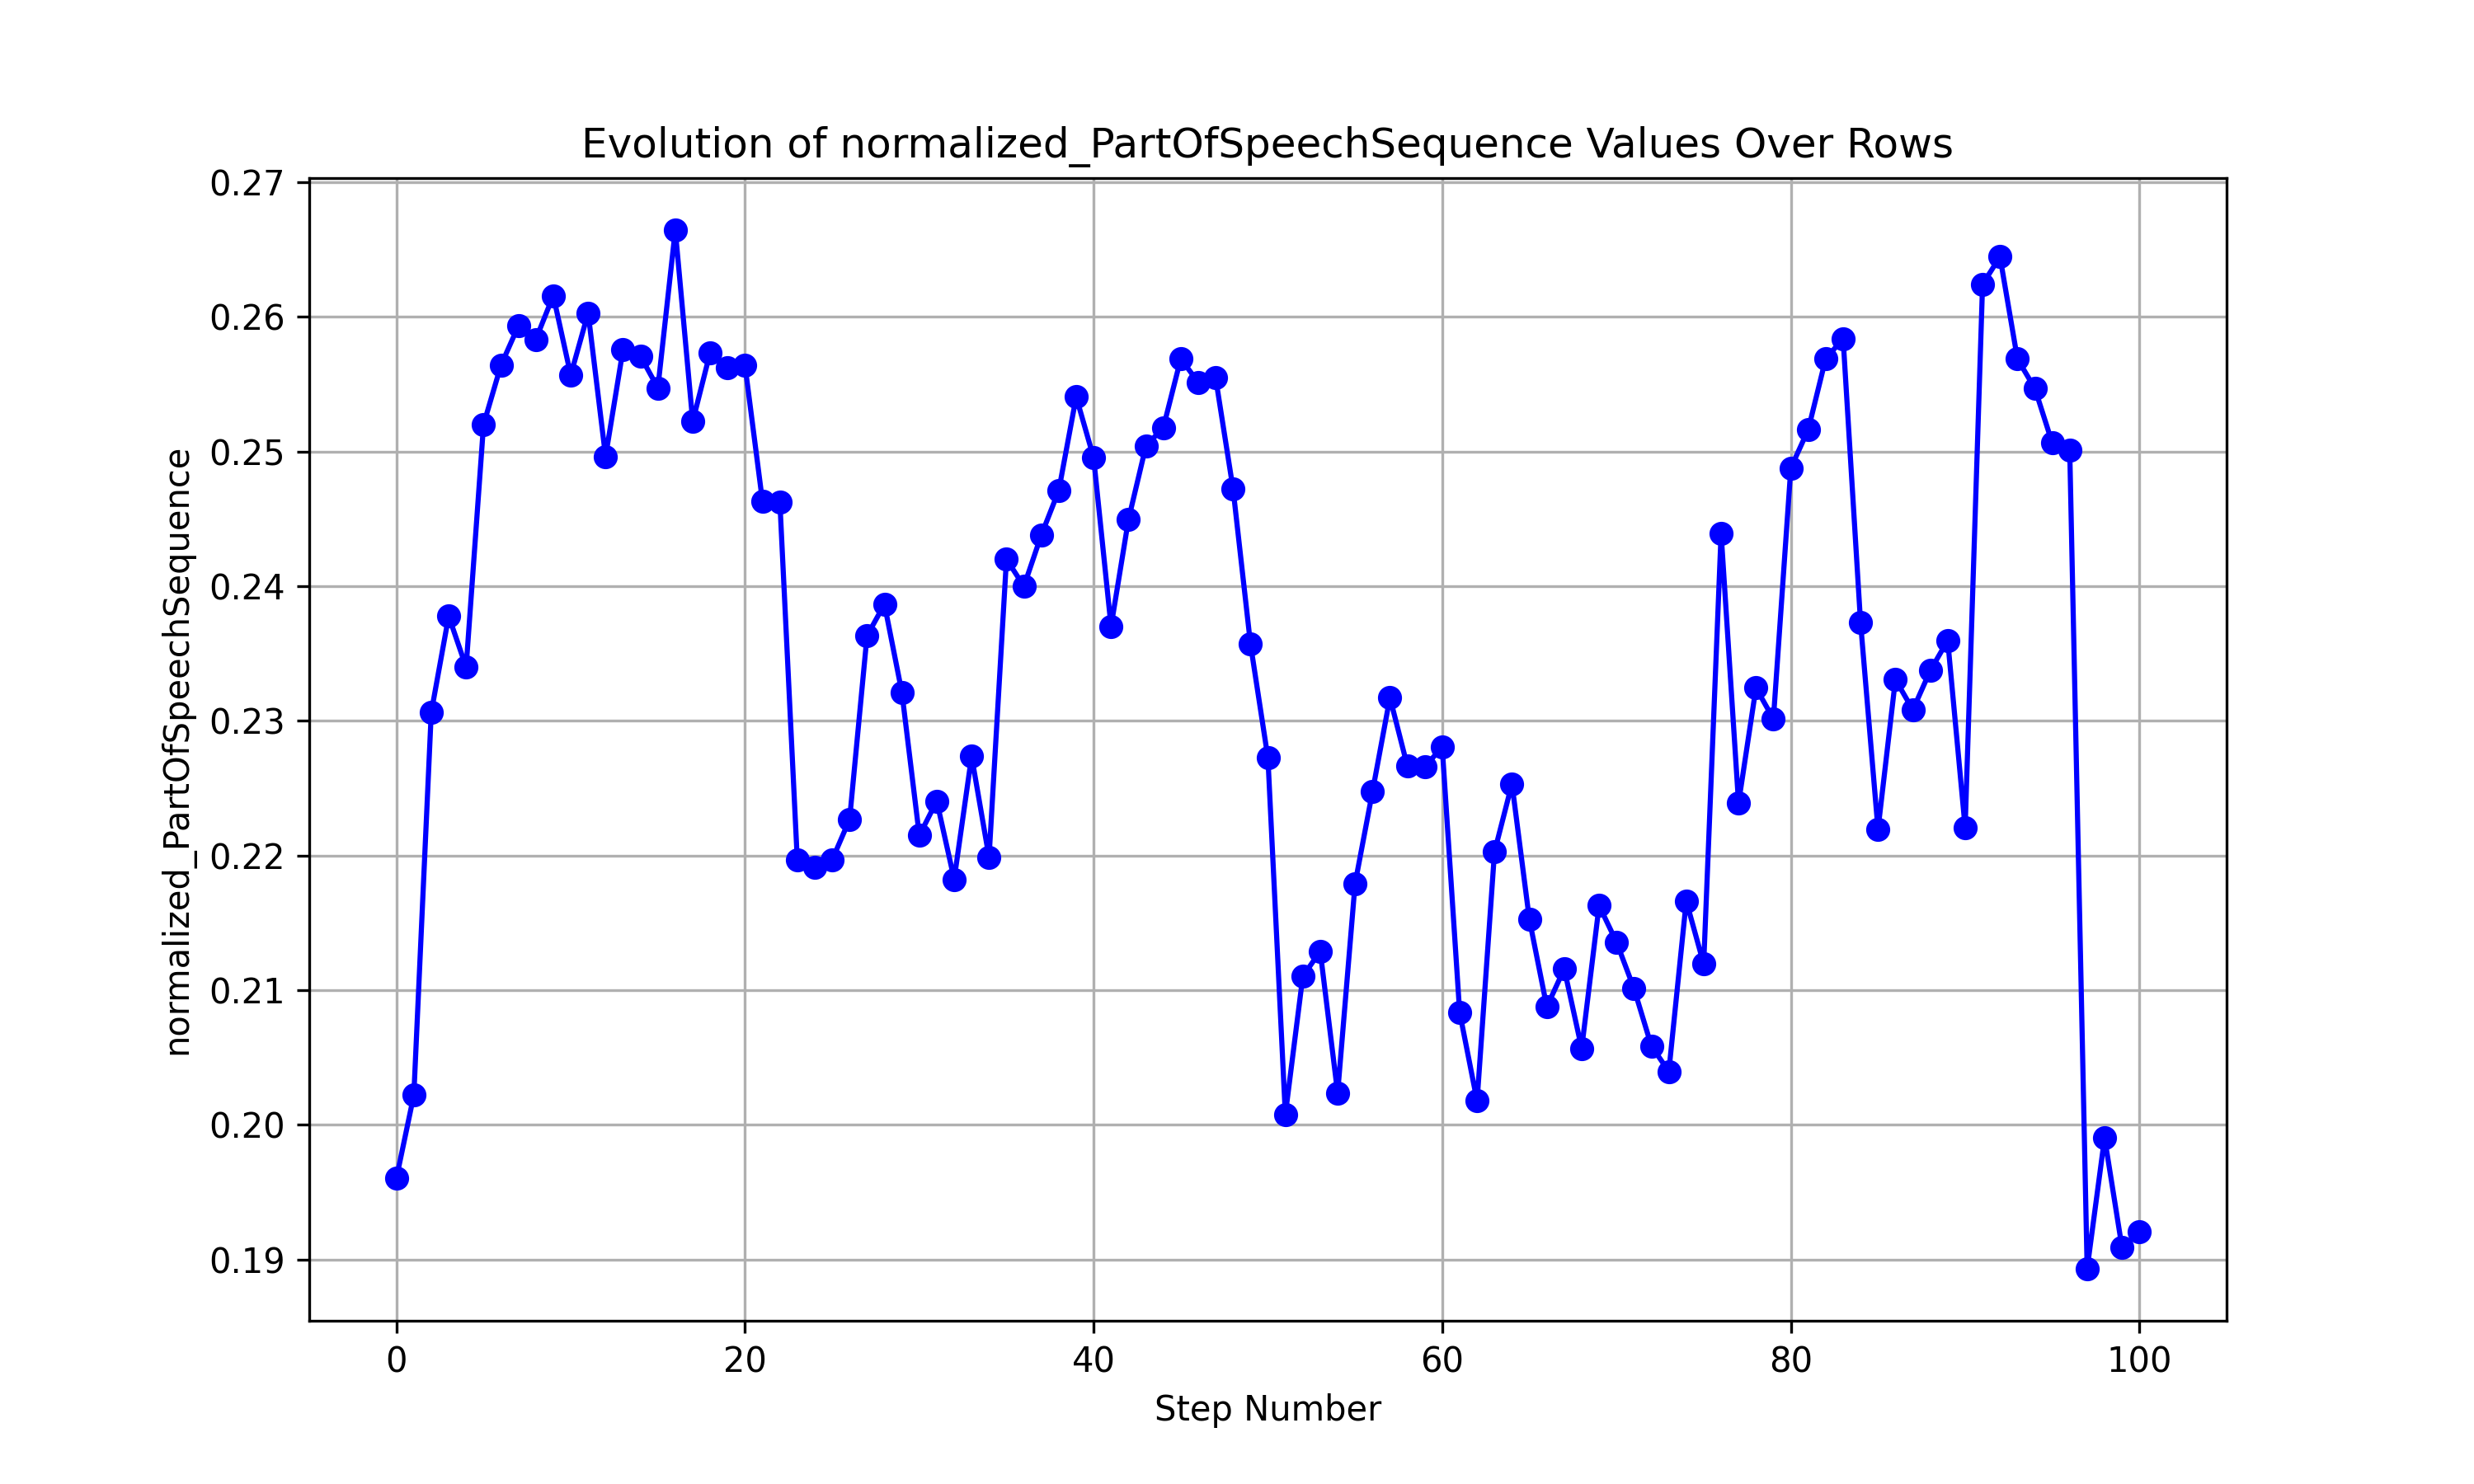 Evolution of normalized_PartOfSpeechSequence Values Over Rows
normalized_PartOfSpeechSequence
0.27
0.26
0.25
0.24
0.23
0.22
0.21
0.20
0.19
0 20 40 60 80 100
Step Number